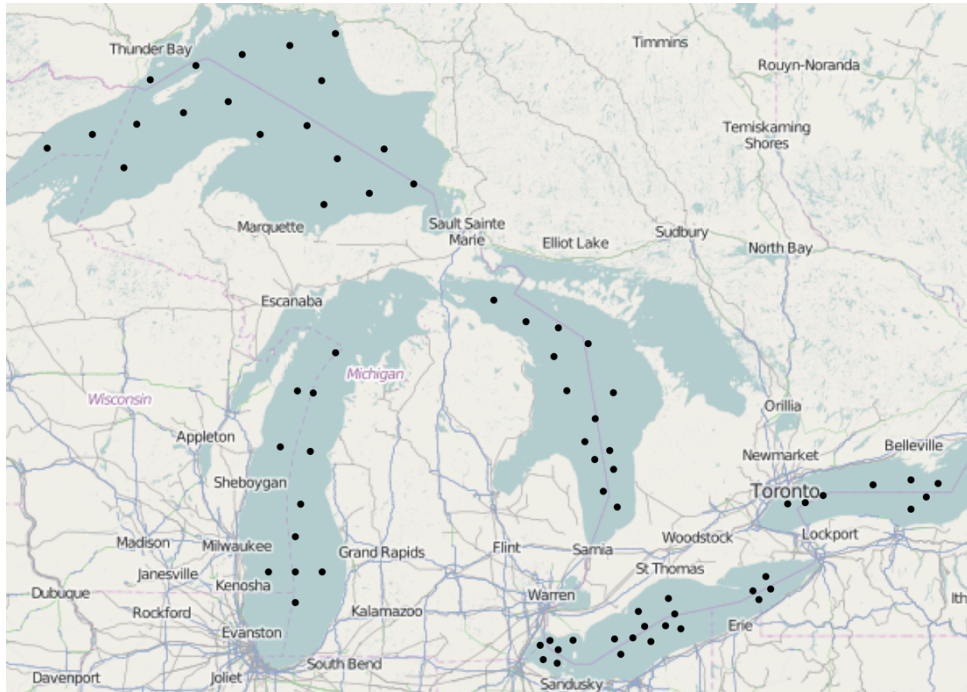 Timmins
Thunder Bay
Rouyn-Noranda
Temiskaming
Shores
Marquette
Sault Sainte
Marie
Sudbury
Elliot Lake
North Bay
Escanaba
Michigan
Wisconsin
Orillia
Appleton
Belleville
Newmarket
Sheboygan
Toronto
Lockport
Woodstock
Madison
Milwaukee
Grand Rapids
Flint
Sarnia
Janesville
Kenosha
St Thomas
Dubuque
Warren
Ith
Rockford
Kalamazoo
Evanston
Erie
South Bend
Davenport
Joliet
Sandusky